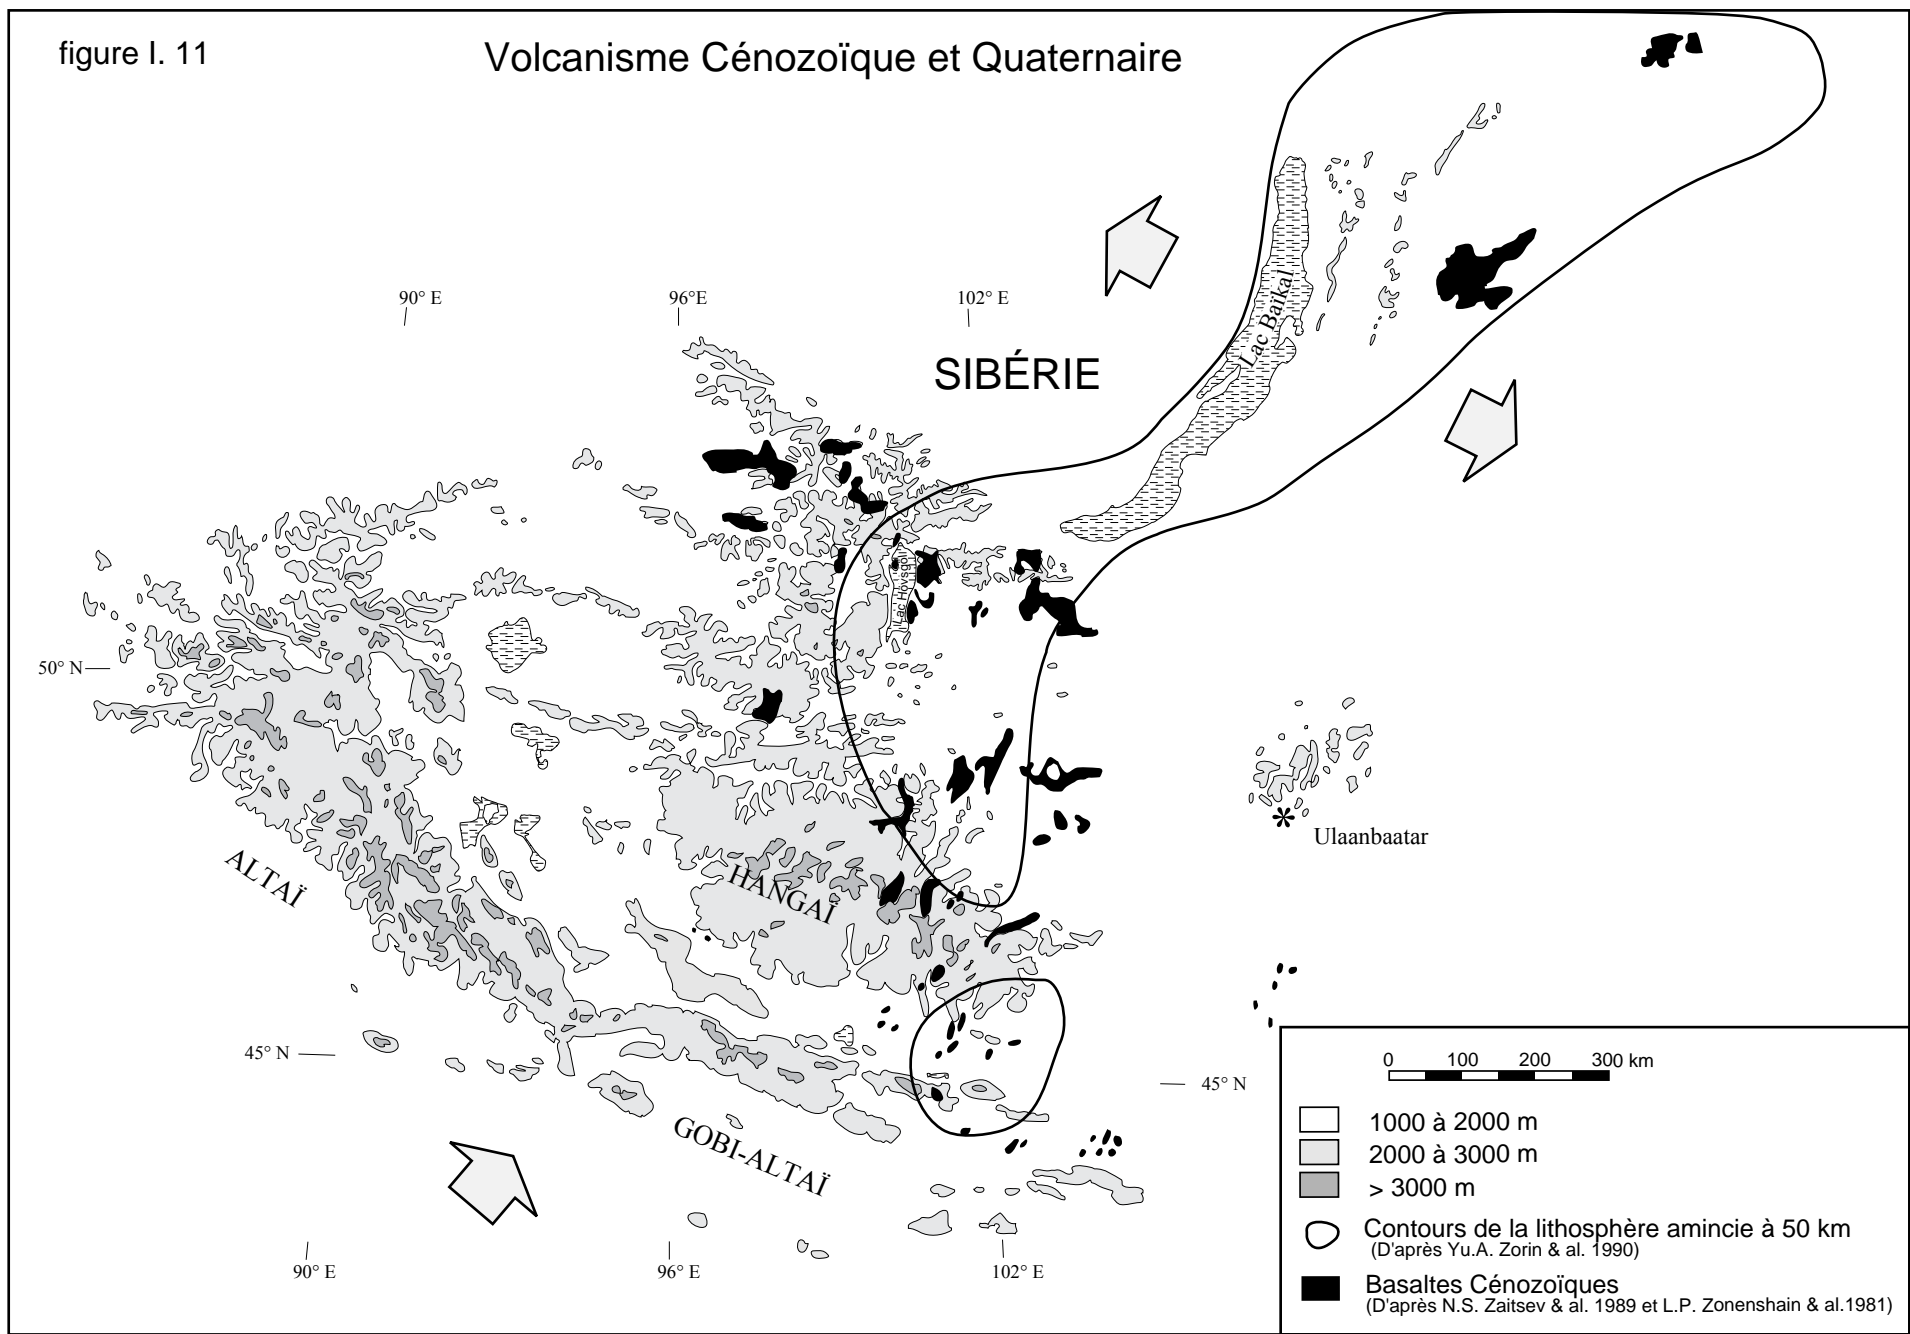 figure I. 11
Volcanisme Cénozoïque et Quaternaire
90° E
96°E
102° E
SIBÉRIE
Lac Baïkal
Lac Hovsgol
50° N
Ulaanbaatar
ALTAÏ
HANGAÏ
45° N
45° N
GOBI-ALTAÏ
90° E
96° E
102° E
0 100 200 300 km
1000 à 2000 m
2000 à 3000 m
> 3000 m
Contours de la lithosphère amincie à 50 km
(D'après Yu.A. Zorin & al. 1990)
Basaltes Cénozoïques
(D'après N.S. Zaitsev & al. 1989 et L.P. Zonenshain & al.1981)